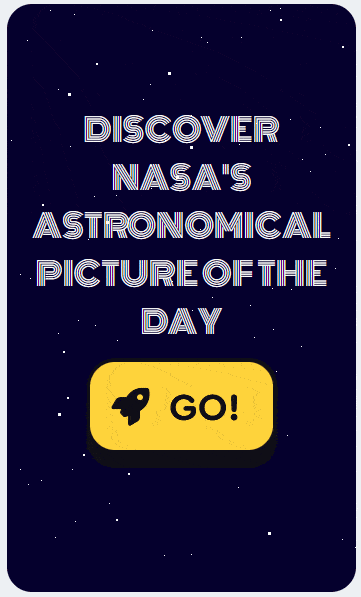 DISCOVER
NASA'S
ASTRONOMICAL
PICTURE OF THE
DAY
GO!